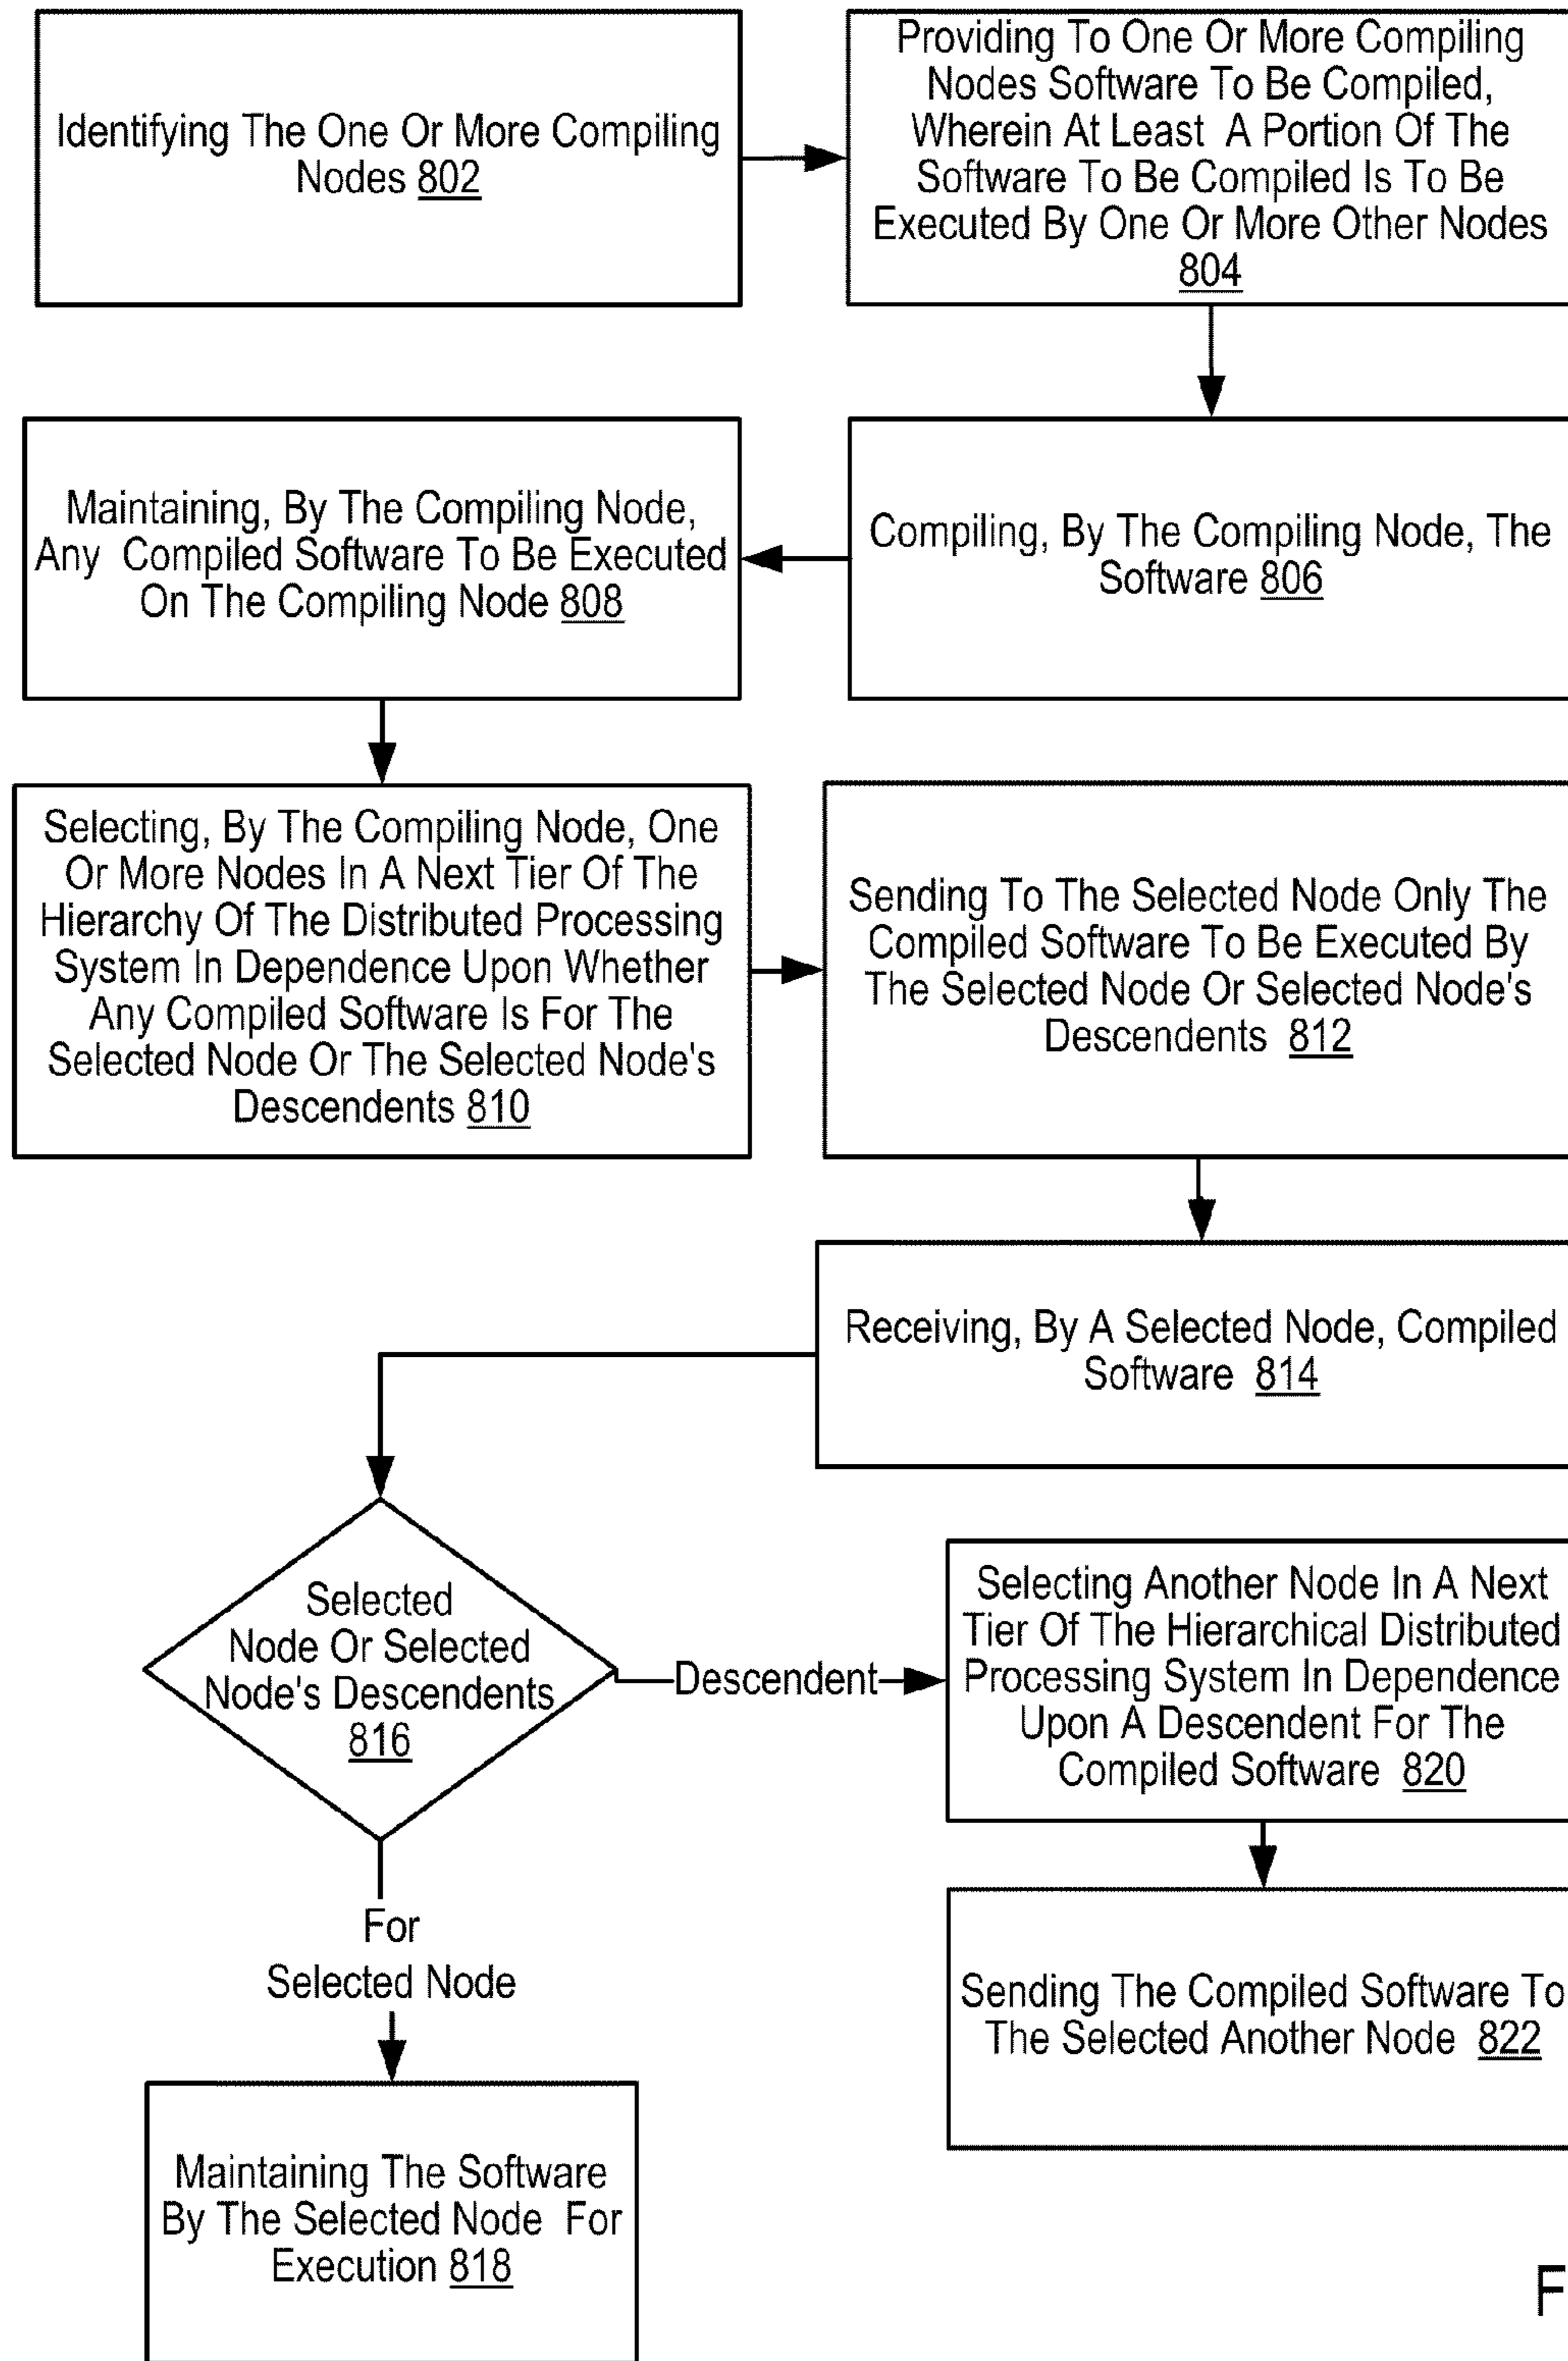 Identifying The One Or More Compiling
Nodes 802
Providing To One Or More Compiling
Nodes Software To Be Compiled,
Wherein At Least A Portion Of The
Software To Be Compiled Is To Be
Executed By One Or More Other Nodes
804
Maintaining, By The Compiling Node,
Any Compiled Software To Be Executed
On The Compiling Node 808
Compiling, By The Compiling Node, The
Software 806
Selecting, By The Compiling Node, One
Or More Nodes In A Next Tier Of The
Hierarchy Of The Distributed Processing
System In Dependence Upon Whether
Any Compiled Software Is For The
Selected Node Or The Selected Node's
Descendents 810
Sending To The Selected Node Only The
Compiled Software To Be Executed By
The Selected Node Or Selected Node's
Descendents 812
Receiving, By A Selected Node, Compiled
Software 814
Selected
Node Or Selected
Node's Descendents
816
Descendent
Selecting Another Node In A Next
Tier Of The Hierarchical Distributed
Processing System In Dependence
Upon A Descendent For The
Compiled Software 820
For
Selected Node
Sending The Compiled Software To
The Selected Another Node 822
Maintaining The Software
By The Selected Node For
Execution 818
F